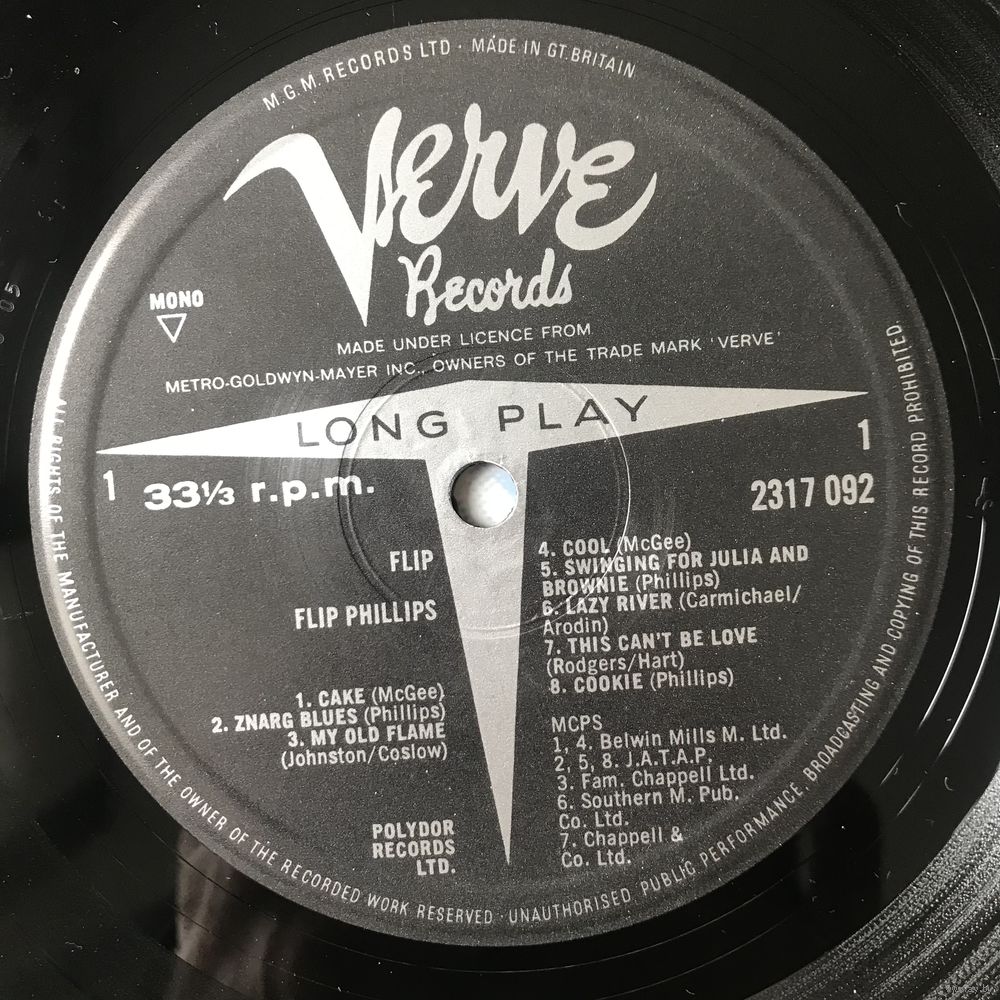 M.G.M. RECORDS LTD · MADE IN GT. BRITAIN
Verve
Records
MONO
MADE UNDER LICENCE FROM
METRO-GOLDWYN-MAYER INC., OWNERS OF THE TRADE MARK 'VERVE'
LONG PLAY
1
33⅓ r.p.m.
1
2317 092
FLIP
FLIP PHILLIPS
1. CAKE (McGee)
2. ZNARG BLUES (Phillips)
3. MY OLD FLAME
(Johnston/Coslow)
4. COOL (McGee)
5. SWINGING FOR JULIA AND
BROWNIE (Phillips)
6. LAZY RIVER (Carmichael/
Arodin)
7. THIS CAN'T BE LOVE
(Rodgers/Hart)
8. COOKIE (Phillips)
MCPS
1, 4. Belwin Mills M. Ltd.
2, 5, 8. J.A.T.A.P.
3. Fam. Chappell Ltd.
6. Southern M. Pub.
Co. Ltd.
7. Chappell &
Co. Ltd.
POLYDOR
RECORDS
LTD.
ALL RIGHTS OF THE MANUFACTURER AND OF THE OWNER OF THE RECORDED WORK RESERVED · UNAUTHORISED PUBLIC PERFORMANCE, BROADCASTING AND COPYING OF THIS RECORD PROHIBITED.